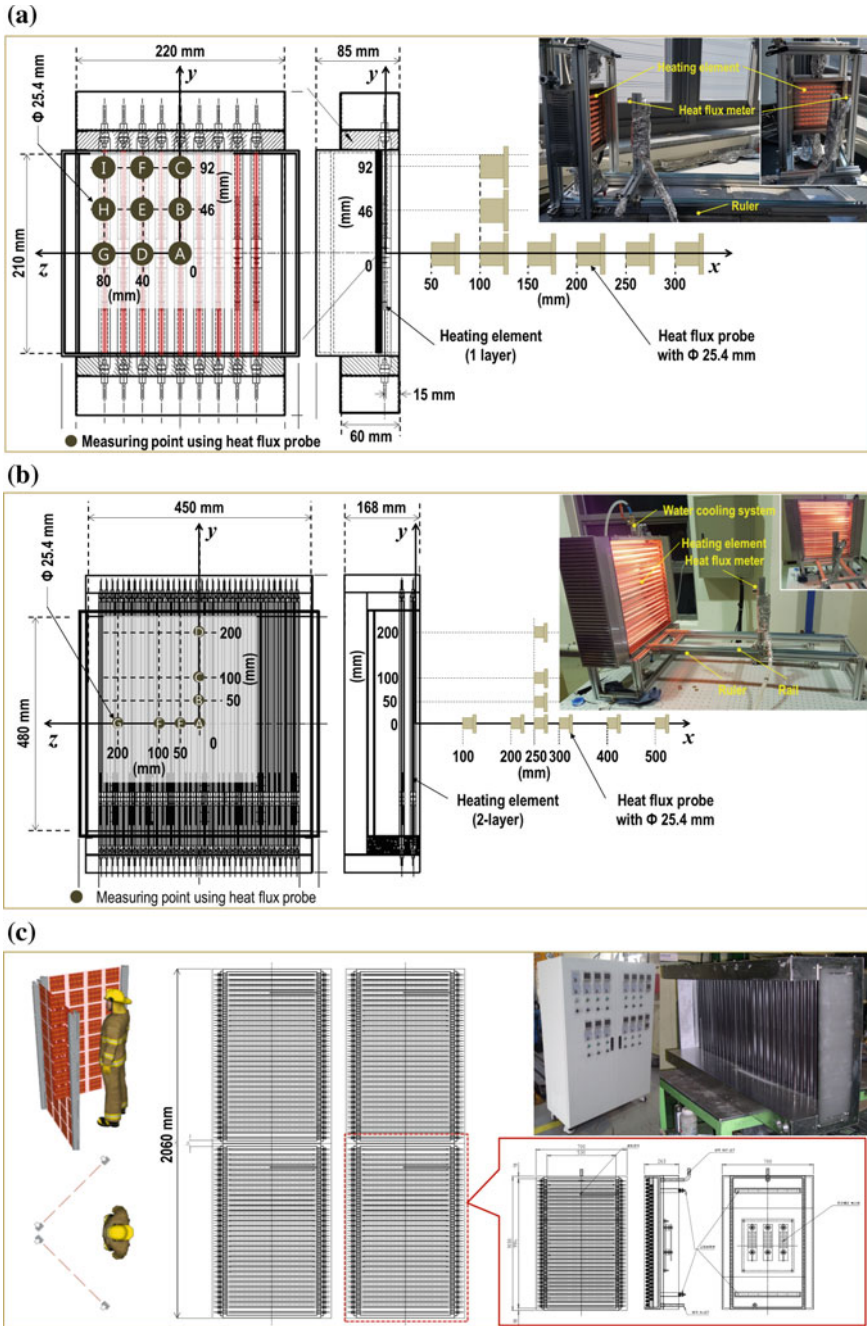 (a)
220 mm
85 mm
y
y
Φ 25.4 mm
Heating element
Heat flux meter
Ruler
I
F
C
92
(mm)
92
H
E
B
46
46
G
D
A
0
0
z
80
40
(mm)
210 mm
x
50
100
150
200
250
300
(mm)
Heating element
(1 layer)
Heat flux probe
with Φ 25.4 mm
15 mm
60 mm
Measuring point using heat flux probe
(b)
450 mm
168 mm
y
y
Φ 25.4 mm
Water cooling system
Heating element
Heat flux meter
Ruler
Rail
200
(mm)
200
C
100
100
B
50
50
G
F
E
A
0
0
z
200
100
50
(mm)
480 mm
x
100
200
250
300
400
500
(mm)
Heating element
(2-layer)
Heat flux probe
with Φ 25.4 mm
Measuring point using heat flux probe
(c)
2060 mm